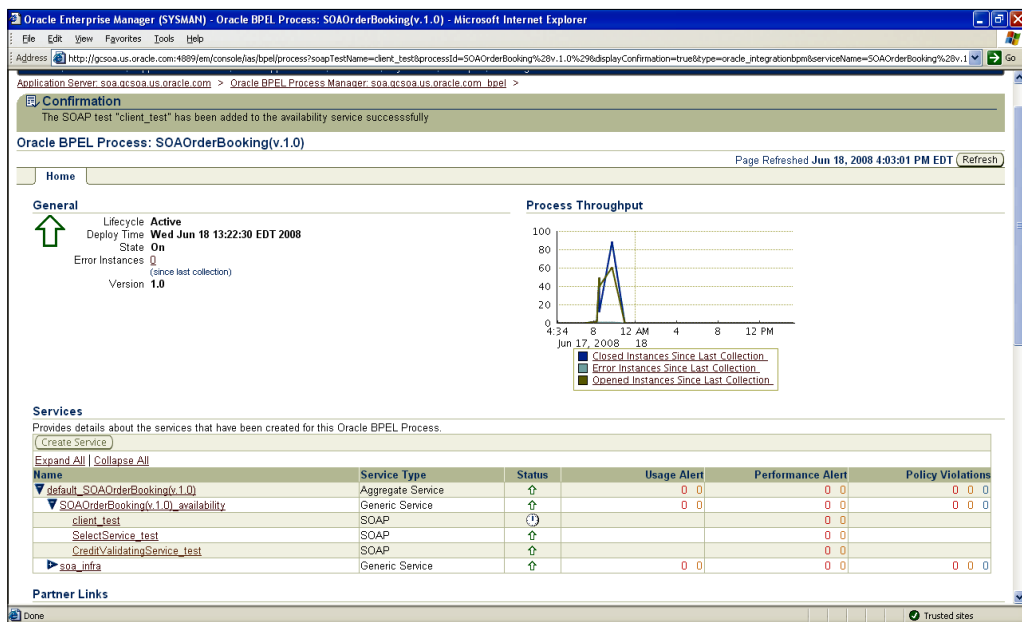 Oracle Enterprise Manager (SYSMAN) - Oracle BPEL Process: SOAOrderBooking(v.1.0) - Microsoft Internet Explorer
File Edit View Favorites Tools Help
Address http://gcsoa.us.oracle.com:4889/em/console/ias/bpel/process?soapTestName=client_test&processId=SOAOrderBooking%28v.1.0%29&displayConfirmation=true&type=oracle_integrationbpm&serviceName=SOAOrderBooking%28v.1 Go
Application Server: soa.gcsoa.us.oracle.com > Oracle BPEL Process Manager: soa.gcsoa.us.oracle.com_bpel >
Confirmation
The SOAP test "client_test" has been added to the availability service successsfully
Oracle BPEL Process: SOAOrderBooking(v.1.0)
Page Refreshed Jun 18, 2008 4:03:01 PM EDT Refresh
Home
General
Lifecycle Active
Deploy Time Wed Jun 18 13:22:30 EDT 2008
State On
Error Instances 0
(since last collection)
Version 1.0
Process Throughput
100
80
60
40
20
0
4:34 8 12 AM 4 8 12 PM
Jun 17, 2008 18
Closed Instances Since Last Collection
Error Instances Since Last Collection
Opened Instances Since Last Collection
Services
Provides details about the services that have been created for this Oracle BPEL Process.
Create Service
Expand All | Collapse All
Name Service Type Status Usage Alert Performance Alert Policy Violations
default_SOAOrderBooking(v.1.0) Aggregate Service 0 0 0 0 0 0 0
SOAOrderBooking(v.1.0)_availability Generic Service 0 0 0 0 0 0 0
client_test SOAP 0 0
SelectService_test SOAP 0 0
CreditValidatingService_test SOAP 0 0
soa_infra Generic Service 0 0 0 0 0 0 0
Partner Links
Done Trusted sites